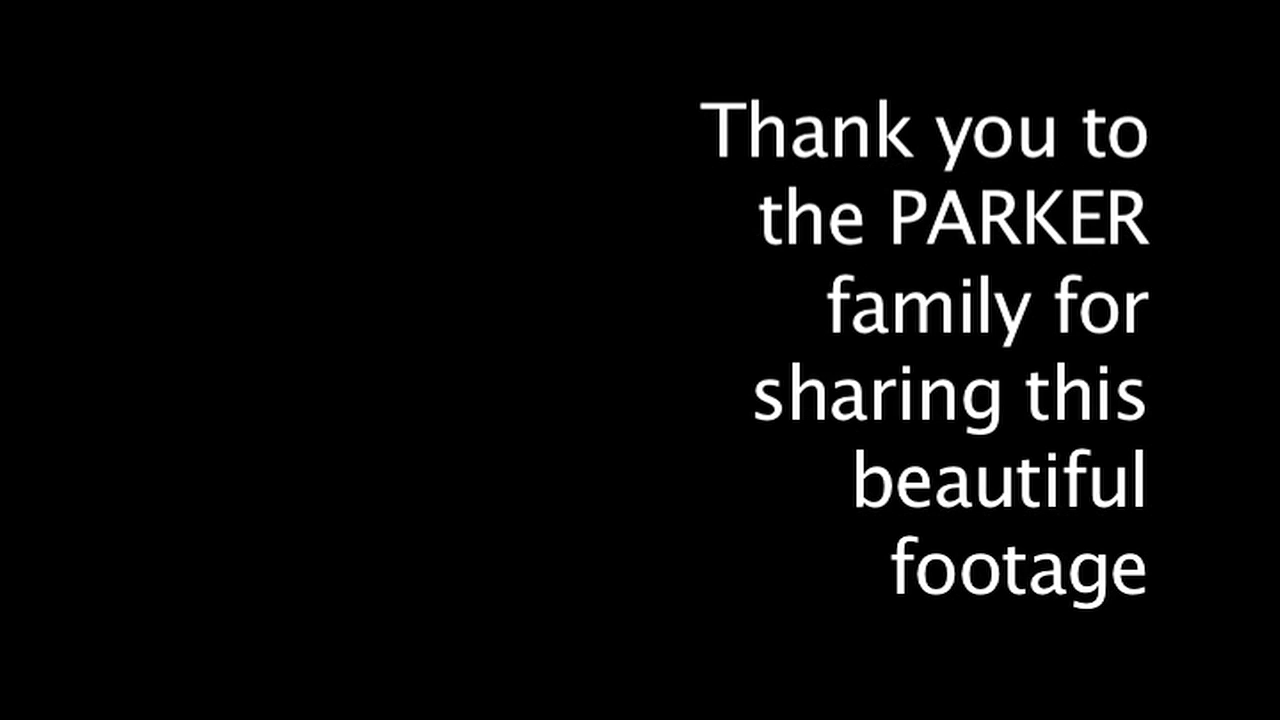 Thank you to
the PARKER
family for
sharing this
beautiful
footage